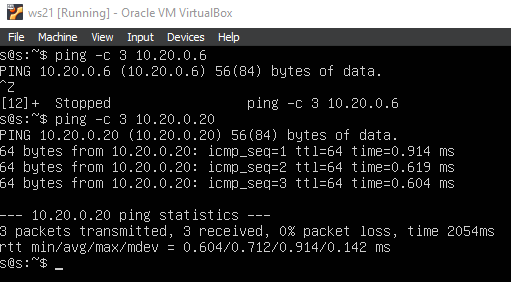 ws21 [Running] - Oracle VM VirtualBox
File Machine View Input Devices Help
s@s:~$ ping -c 3 10.20.0.6
PING 10.20.0.6 (10.20.0.6) 56(84) bytes of data.
^Z
[12]+  Stopped                 ping -c 3 10.20.0.6
s@s:~$ ping -c 3 10.20.0.20
PING 10.20.0.20 (10.20.0.20) 56(84) bytes of data.
64 bytes from 10.20.0.20: icmp_seq=1 ttl=64 time=0.914 ms
64 bytes from 10.20.0.20: icmp_seq=2 ttl=64 time=0.619 ms
64 bytes from 10.20.0.20: icmp_seq=3 ttl=64 time=0.604 ms
--- 10.20.0.20 ping statistics ---
3 packets transmitted, 3 received, 0% packet loss, time 2054ms
rtt min/avg/max/mdev = 0.604/0.712/0.914/0.142 ms
s@s:~$ _